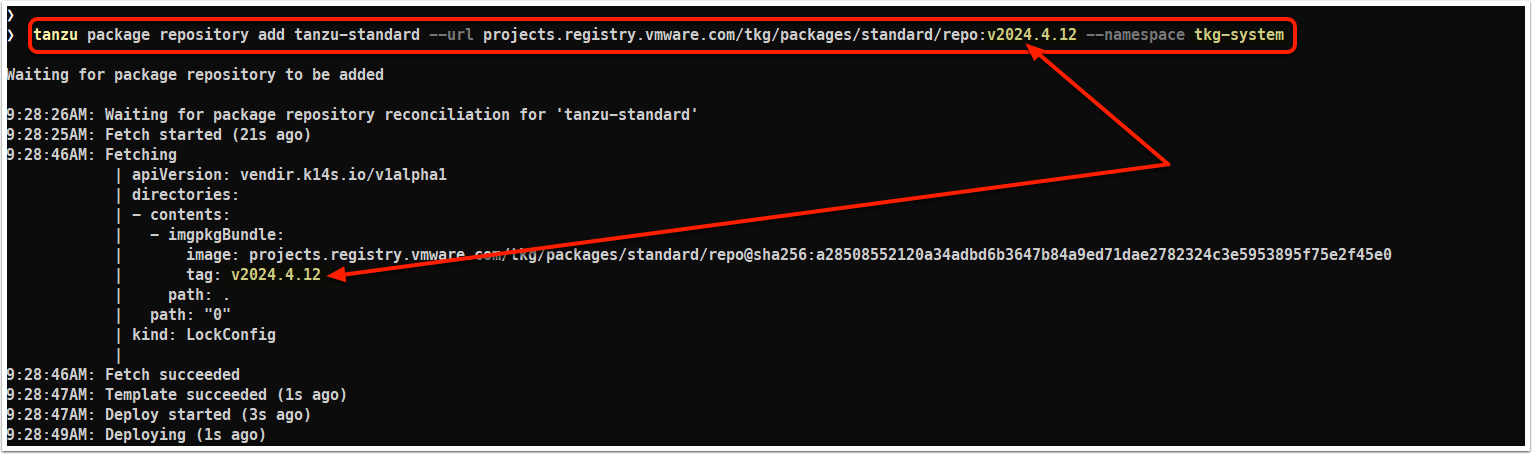 ❯
❯ tanzu package repository add tanzu-standard --url projects.registry.vmware.com/tkg/packages/standard/repo:v2024.4.12 --namespace tkg-system
Waiting for package repository to be added
9:28:26AM: Waiting for package repository reconciliation for 'tanzu-standard'
9:28:25AM: Fetch started (21s ago)
9:28:46AM: Fetching
| apiVersion: vendir.k14s.io/v1alpha1
| directories:
| - contents:
|   - imgpkgBundle:
|       image: projects.registry.vmware.com/tkg/packages/standard/repo@sha256:a28508552120a34adbd6b3647b84a9ed71dae2782324c3e5953895f75e2f45e0
|       tag: v2024.4.12
|     path: .
|   path: "0"
| kind: LockConfig
|
9:28:46AM: Fetch succeeded
9:28:47AM: Template succeeded (1s ago)
9:28:47AM: Deploy started (3s ago)
9:28:49AM: Deploying (1s ago)